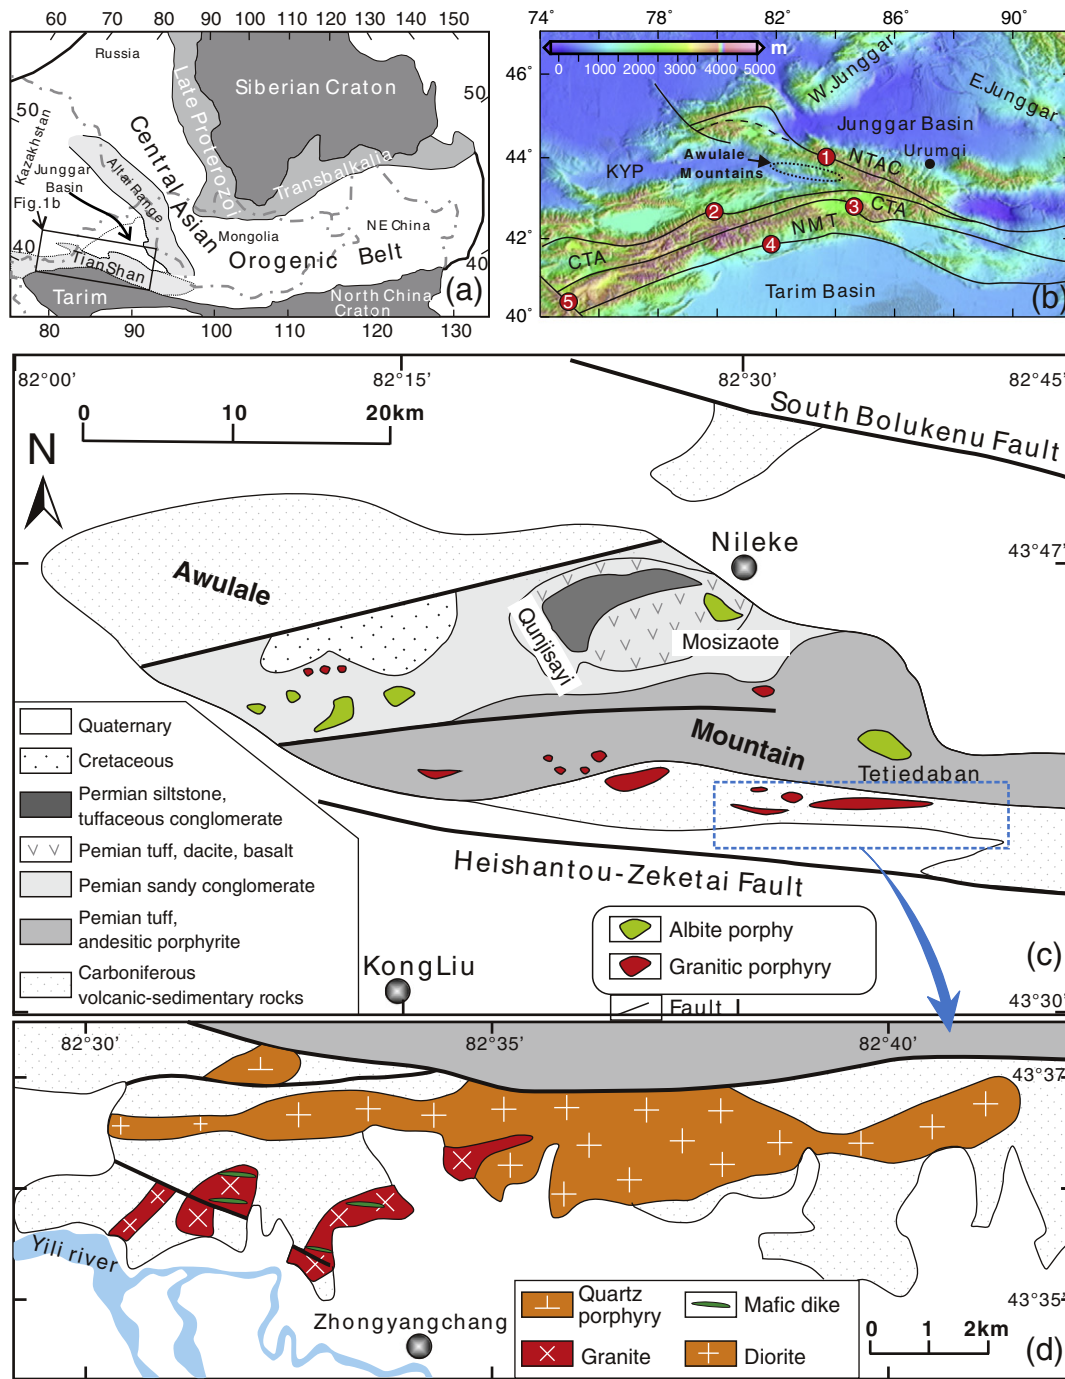 60 70 80 90 100 110 120 130 140 150
Russia
Siberian Craton
50
50
Late Proterozoi
Kazakhstan
Central Asian
Orogenic Belt
Transbalkalia
Junggar
Basin
Altai Range
Fig.1b
NE China
Mongolia
40
40
TianShan
Tarim
North China
Craton
(a)
80 90 100 110 120 130
74° 78° 82° 86° 90°
m
0 1000 2000 3000 4000 5000
46°
W.Junggar
E.Junggar
Junggar Basin
Urumqi
44°
Awulale
Mountains
KYP
1
NTAC
2
3
CTA
42°
NMT
4
CTA
Tarim Basin
5
40°
(b)
82°00' 82°15' 82°30' 82°45'
0 10 20km
South Bolukenu Fault
N
Nileke
43°47'
Awulale
Qunjisayi
Mosizaote
Mountain
Tetiedaban
Heishantou-Zeketai Fault
Quaternary
Cretaceous
Permian siltstone,
tuffaceous conglomerate
Pemian tuff, dacite, basalt
Pemian sandy conglomerate
Pemian tuff,
andesitic porphyrite
Carboniferous
volcanic-sedimentary rocks
KongLiu
Albite porphy
Granitic porphyry
Fault
(c)
43°30'
82°30' 82°35' 82°40'
43°37'
Yili river
Zhongyangchang
43°35'
Quartz
porphyry
Mafic dike
Granite
Diorite
0 1 2km
(d)